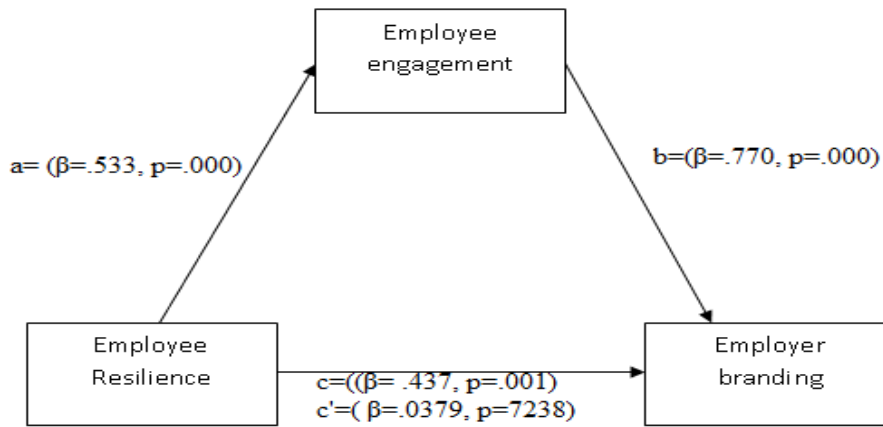 Employee
engagement
a= (β=.533, p=.000)
b=(β=.770, p=.000)
Employee
Resilience
c=((β= .437, p=.001)
c'=( β=.0379, p=7238)
Employer
branding